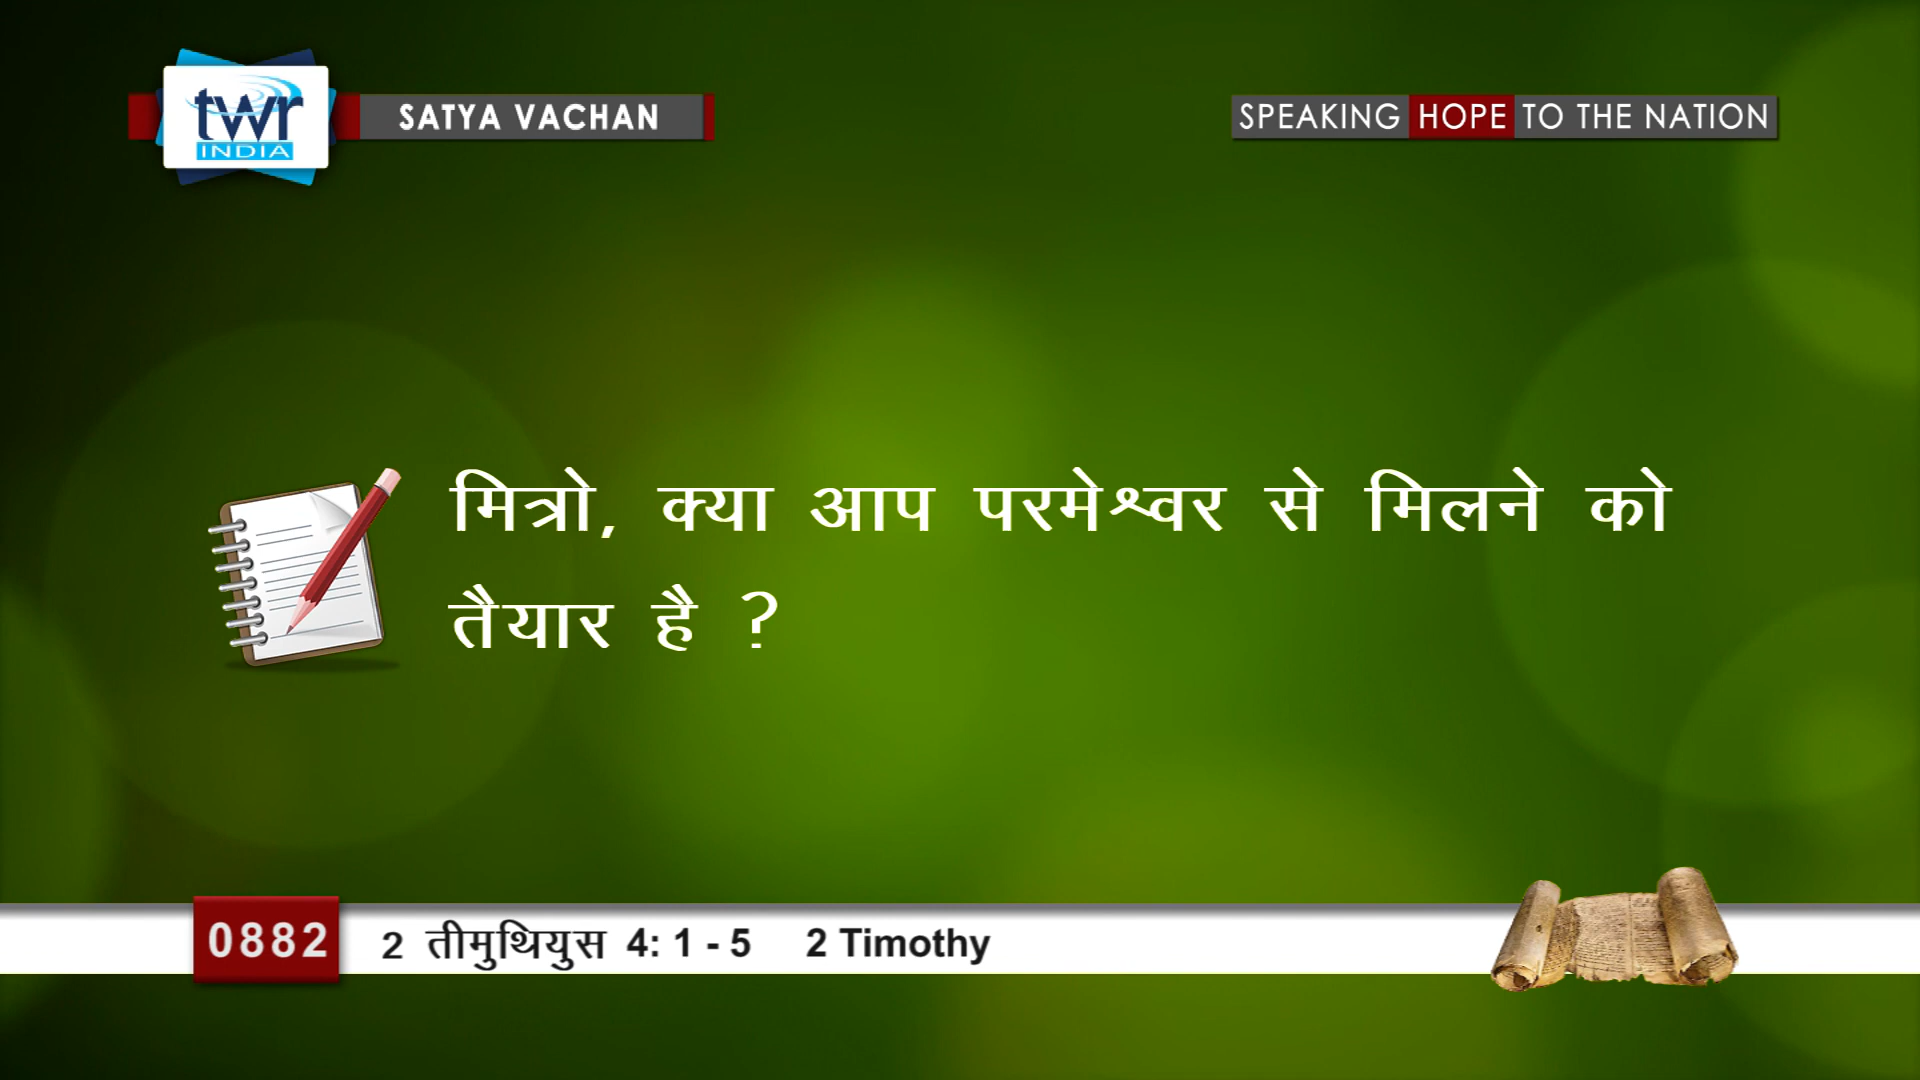 twr
INDIA
SATYA VACHAN
SPEAKING HOPE TO THE NATION
मित्रो, क्या आप परमेश्वर से मिलने को
तैयार है ?
0882 2 तीमुथियुस 4: 1 - 5 2 Timothy